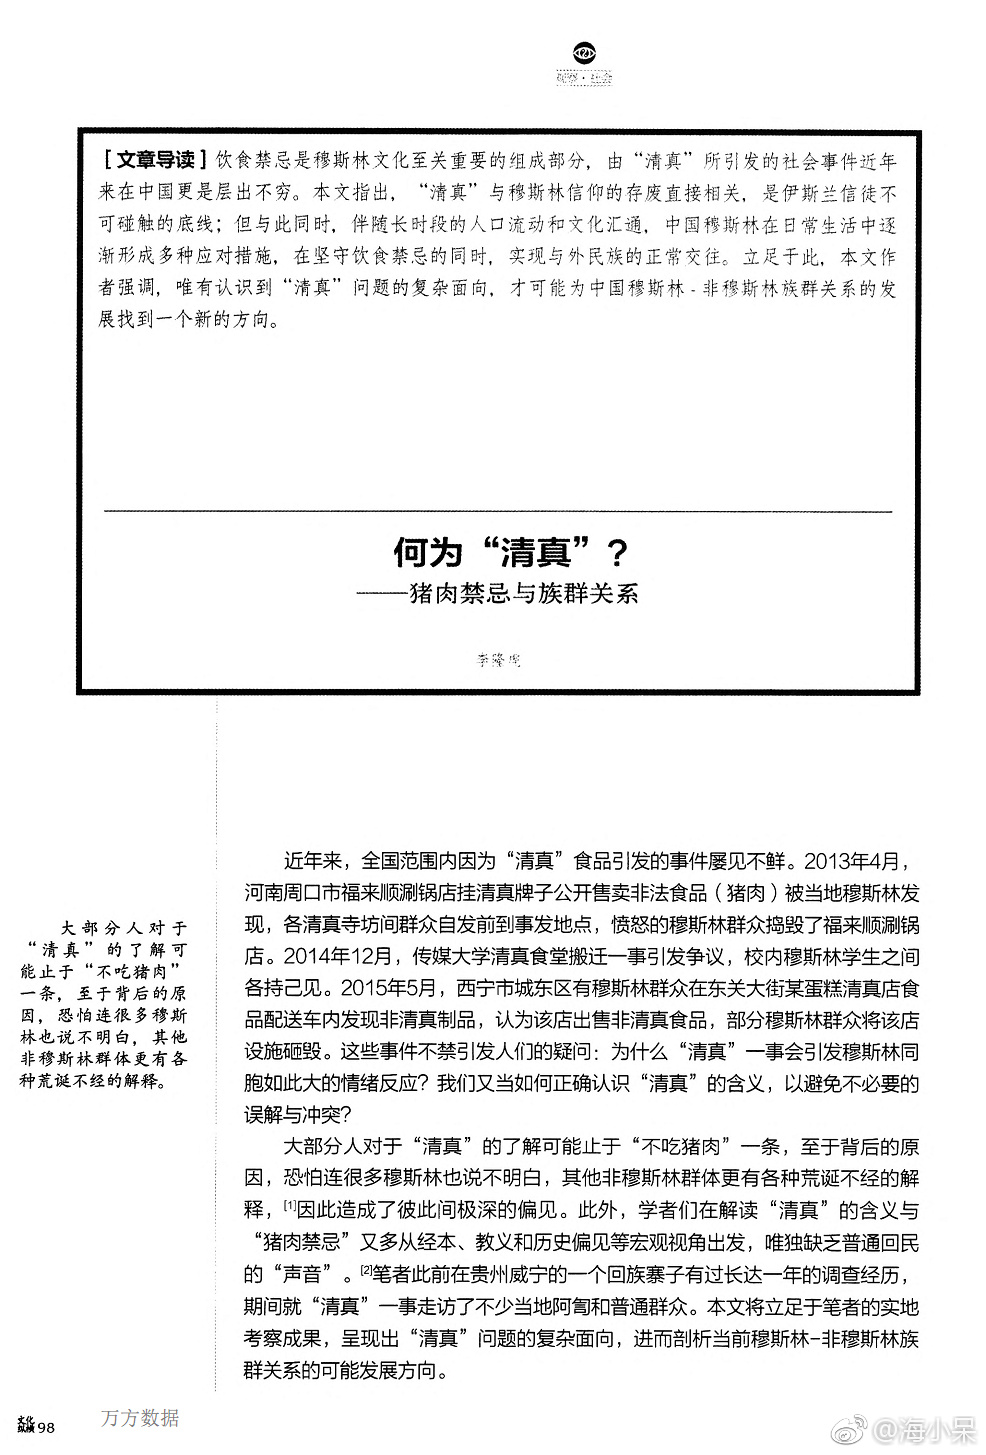 观察·社会
[文章导读]饮食禁忌是穆斯林文化至关重要的组成部分，由“清真”所引发的社会事件近年
来在中国更是层出不穷。本文指出，“清真”与穆斯林信仰的存废直接相关，是伊斯兰信徒不
可碰触的底线；但与此同时，伴随长时段的人口流动和文化汇通，中国穆斯林在日常生活中逐
渐形成多种应对措施，在坚守饮食禁忌的同时，实现与外民族的正常交往。立足于此，本文作
者强调，唯有认识到“清真”问题的复杂面向，才可能为中国穆斯林-非穆斯林族群关系的发
展找到一个新的方向。
何为“清真”？
——猪肉禁忌与族群关系
李隆虎
近年来，全国范围内因为“清真”食品引发的事件屡见不鲜。2013年4月，
河南周口市福来顺涮锅店挂清真牌子公开售卖非法食品（猪肉）被当地穆斯林发
现，各清真寺坊间群众自发前到事发地点，愤怒的穆斯林群众捣毁了福来顺涮锅
店。2014年12月，传媒大学清真食堂搬迁一事引发争议，校内穆斯林学生之间
各持己见。2015年5月，西宁市城东区有穆斯林群众在东关大街某蛋糕清真店食
品配送车内发现非清真制品，认为该店出售非清真食品，部分穆斯林群众将该店
设施砸毁。这些事件不禁引发人们的疑问：为什么“清真”一事会引发穆斯林同
胞如此大的情绪反应？我们又当如何正确认识“清真”的含义，以避免不必要的
误解与冲突？
大部分人对于“清真”的了解可能止于“不吃猪肉”一条，至于背后的原
因，恐怕连很多穆斯林也说不明白，其他非穆斯林群体更有各种荒诞不经的解
释，[1]因此造成了彼此间极深的偏见。此外，学者们在解读“清真”的含义与
“猪肉禁忌”又多从经本、教义和历史偏见等宏观视角出发，唯独缺乏普通回民
的“声音”。[2]笔者此前在贵州威宁的一个回族寨子有过长达一年的调查经历，
期间就“清真”一事走访了不少当地阿訇和普通群众。本文将立足于笔者的实地
考察成果，呈现出“清真”问题的复杂面向，进而剖析当前穆斯林-非穆斯林族
群关系的可能发展方向。
大部分人对于
“清真”的了解可
能止于“不吃猪肉”
一条，至于背后的原
因，恐怕连很多穆斯
林也说不明白，其他
非穆斯林群体更有各
种荒诞不经的解释。
文化纵横 98
万方数据
@海小呆